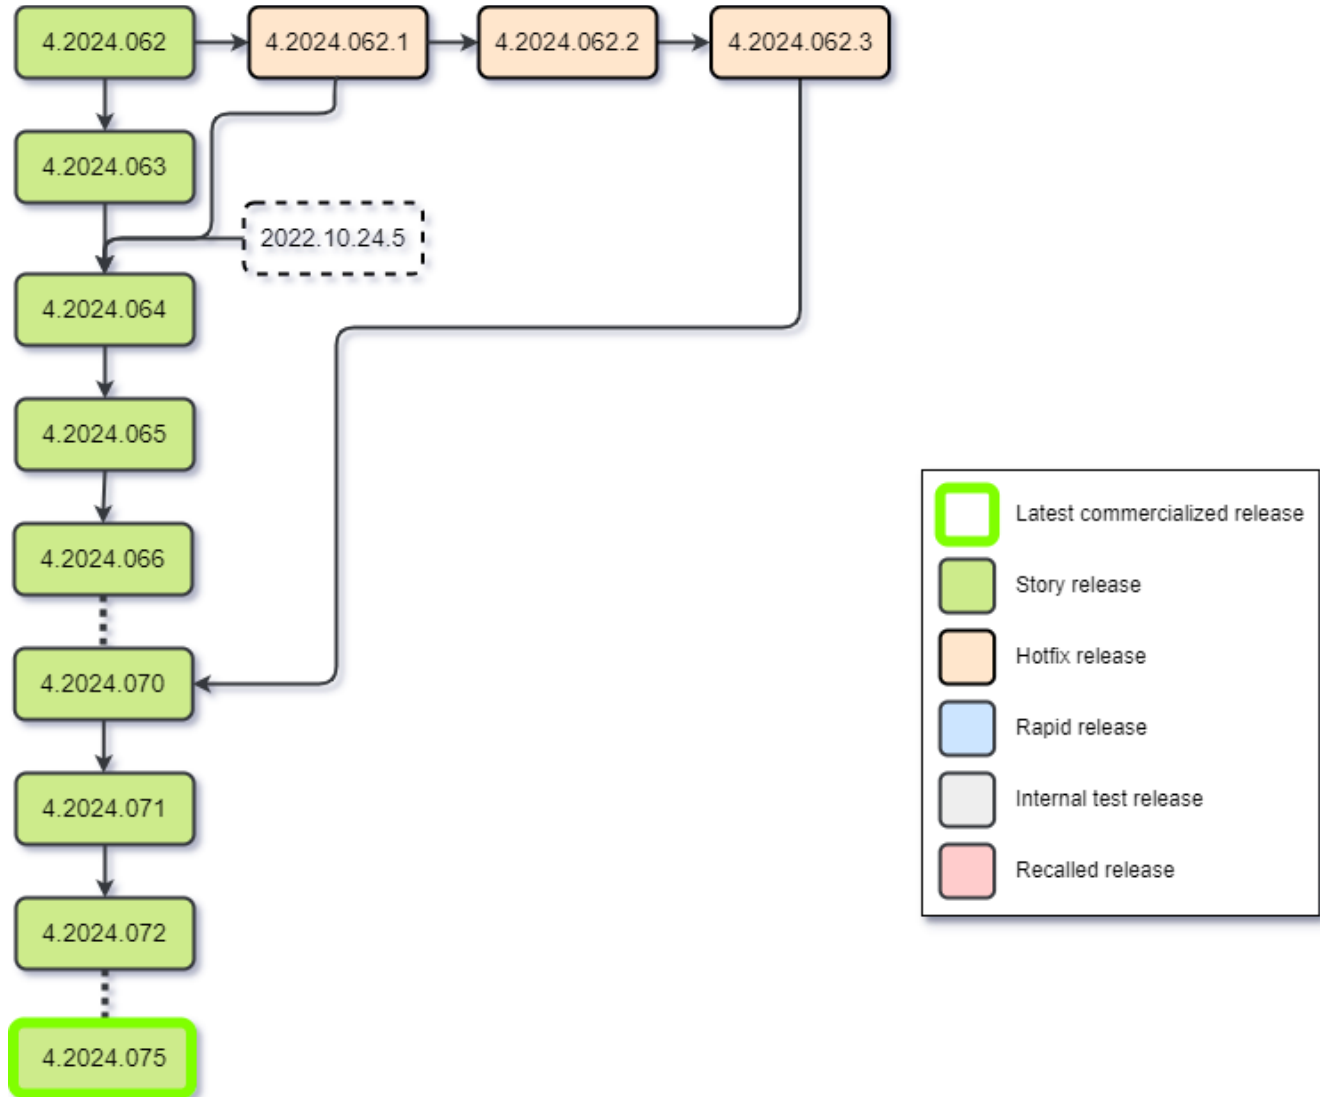 4.2024.062
4.2024.062.1
4.2024.062.2
4.2024.062.3
4.2024.063
2022.10.24.5
4.2024.064
4.2024.065
4.2024.066
4.2024.070
4.2024.071
4.2024.072
4.2024.075
Latest commercialized release
Story release
Hotfix release
Rapid release
Internal test release
Recalled release